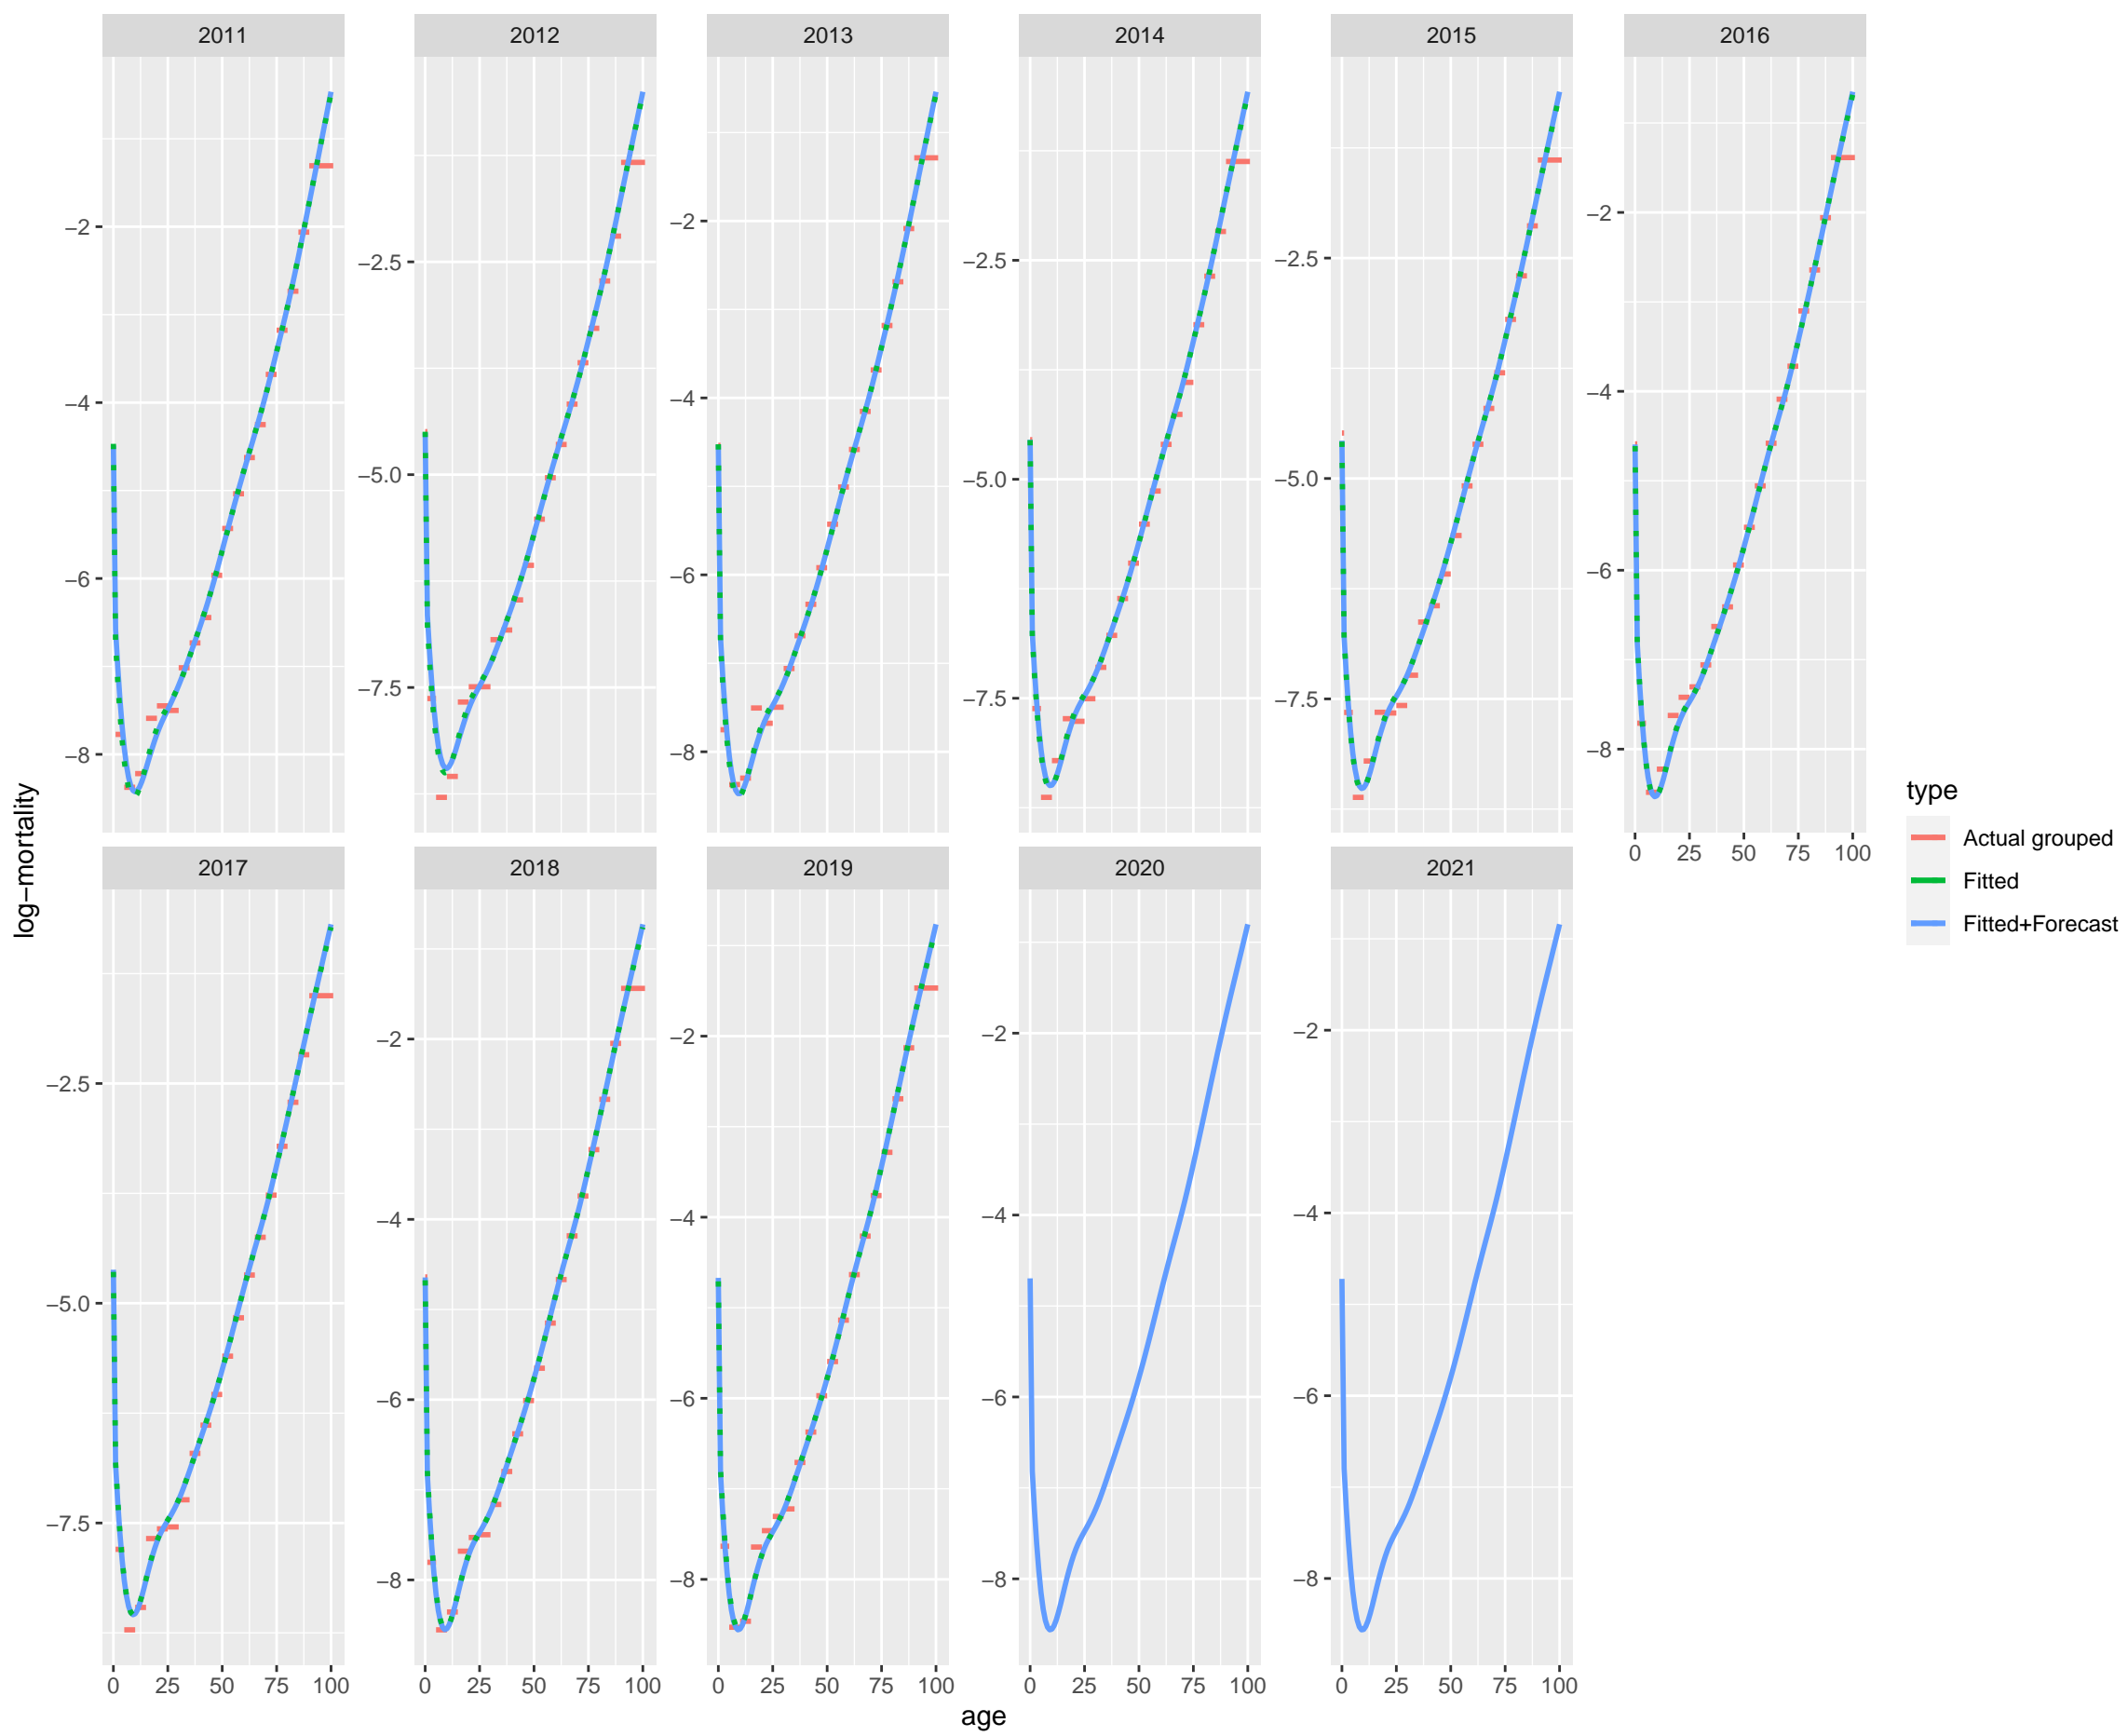 2011 2012 2013 2014 2015 2016
−2 −4 −6 −8
−2.5 −5.0 −7.5
−2 −4 −6 −8
−2.5 −5.0 −7.5
−2.5 −5.0 −7.5
−2 −4 −6 −8
0 25 50 75 100
2017 2018 2019 2020 2021
−2.5 −5.0 −7.5
−2 −4 −6 −8
−2 −4 −6 −8
−2 −4 −6 −8
−2 −4 −6 −8
0 25 50 75 100
0 25 50 75 100
0 25 50 75 100
0 25 50 75 100
0 25 50 75 100
age
log−mortality
type
Actual grouped
Fitted
Fitted+Forecast